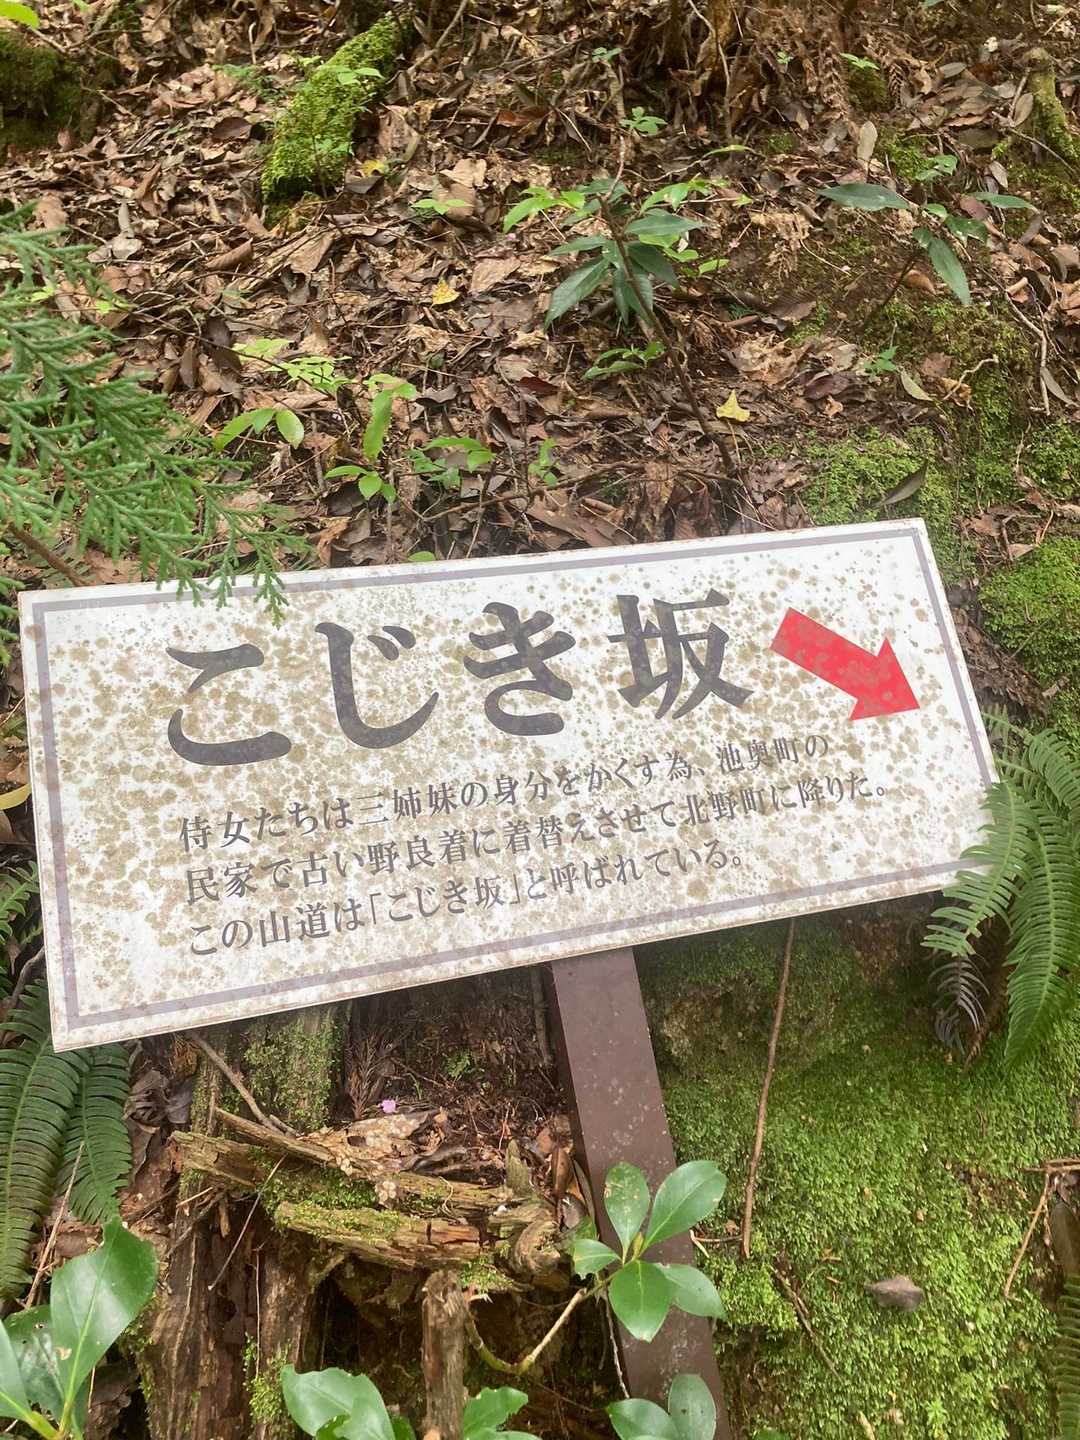 こじき坂
侍女たちは三姉妹の身分をかくす為、池奥町の
民家で古い野良着に着替えさせて北野町に降りた。
この山道は「こじき坂」と呼ばれている。